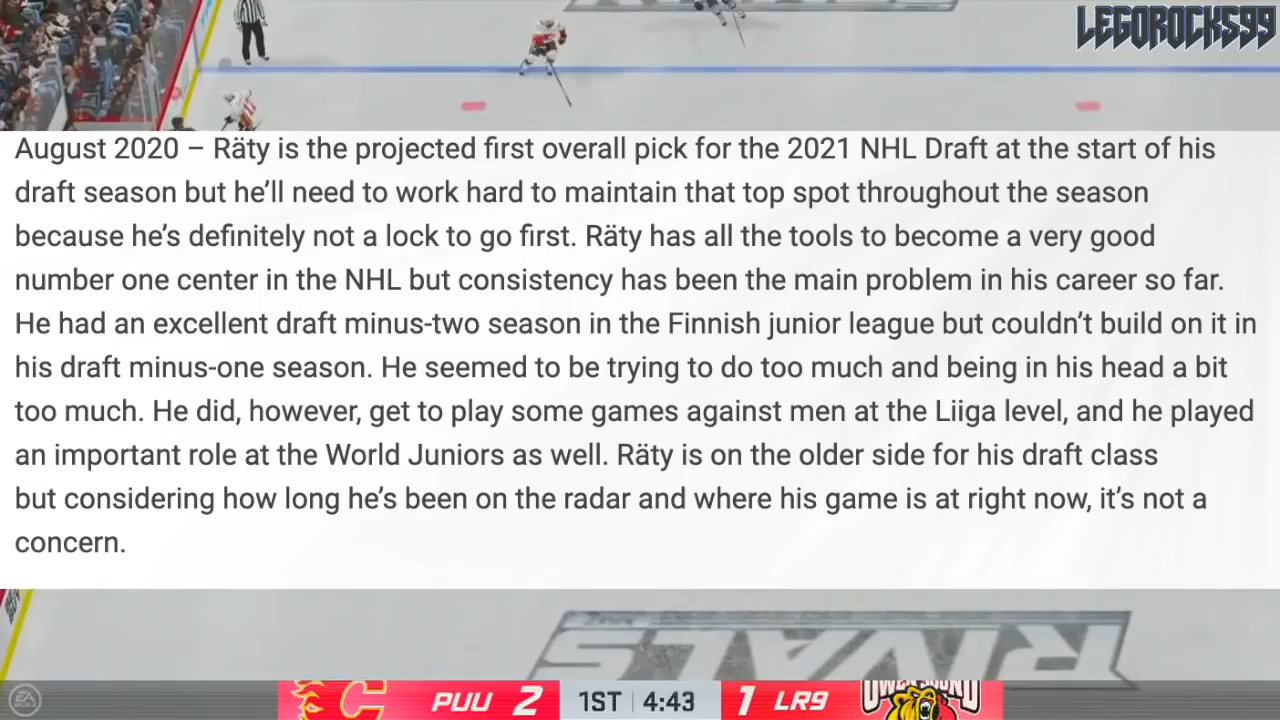 LEGOROCKS99
August 2020 – Räty is the projected first overall pick for the 2021 NHL Draft at the start of his
draft season but he’ll need to work hard to maintain that top spot throughout the season
because he’s definitely not a lock to go first. Räty has all the tools to become a very good
number one center in the NHL but consistency has been the main problem in his career so far.
He had an excellent draft minus-two season in the Finnish junior league but couldn’t build on it in
his draft minus-one season. He seemed to be trying to do too much and being in his head a bit
too much. He did, however, get to play some games against men at the Liiga level, and he played
an important role at the World Juniors as well. Räty is on the older side for his draft class
but considering how long he’s been on the radar and where his game is at right now, it’s not a
concern.
RIVALS
EA
PUU 2 1ST 4:43 1 LR9